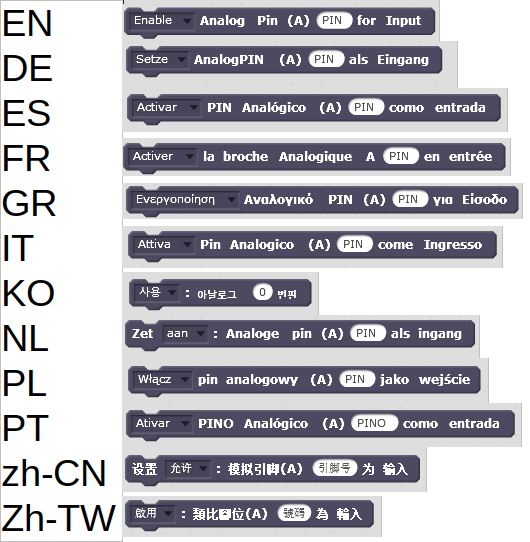 EN Enable Analog Pin (A) PIN for Input
DE Setze AnalogPIN (A) PIN als Eingang
ES Activar PIN Analógico (A) PIN como entrada
FR Activer la broche Analogique A PIN en entrée
GR Ενεργοποίηση Αναλογικό PIN (A) PIN για Είσοδο
IT Attiva Pin Analogico (A) PIN come Ingresso
KO 사용 : 아날로그 0 번핀
NL Zet aan : Analoge pin (A) PIN als ingang
PL Włącz pin analogowy (A) PIN jako wejście
PT Ativar PINO Analógico (A) PINO como entrada
zh-CN 设置 允许 : 模拟引脚(A) 引脚号 为 输入
Zh-TW 啟用 : 類比腳位(A) 號碼 為 輸入